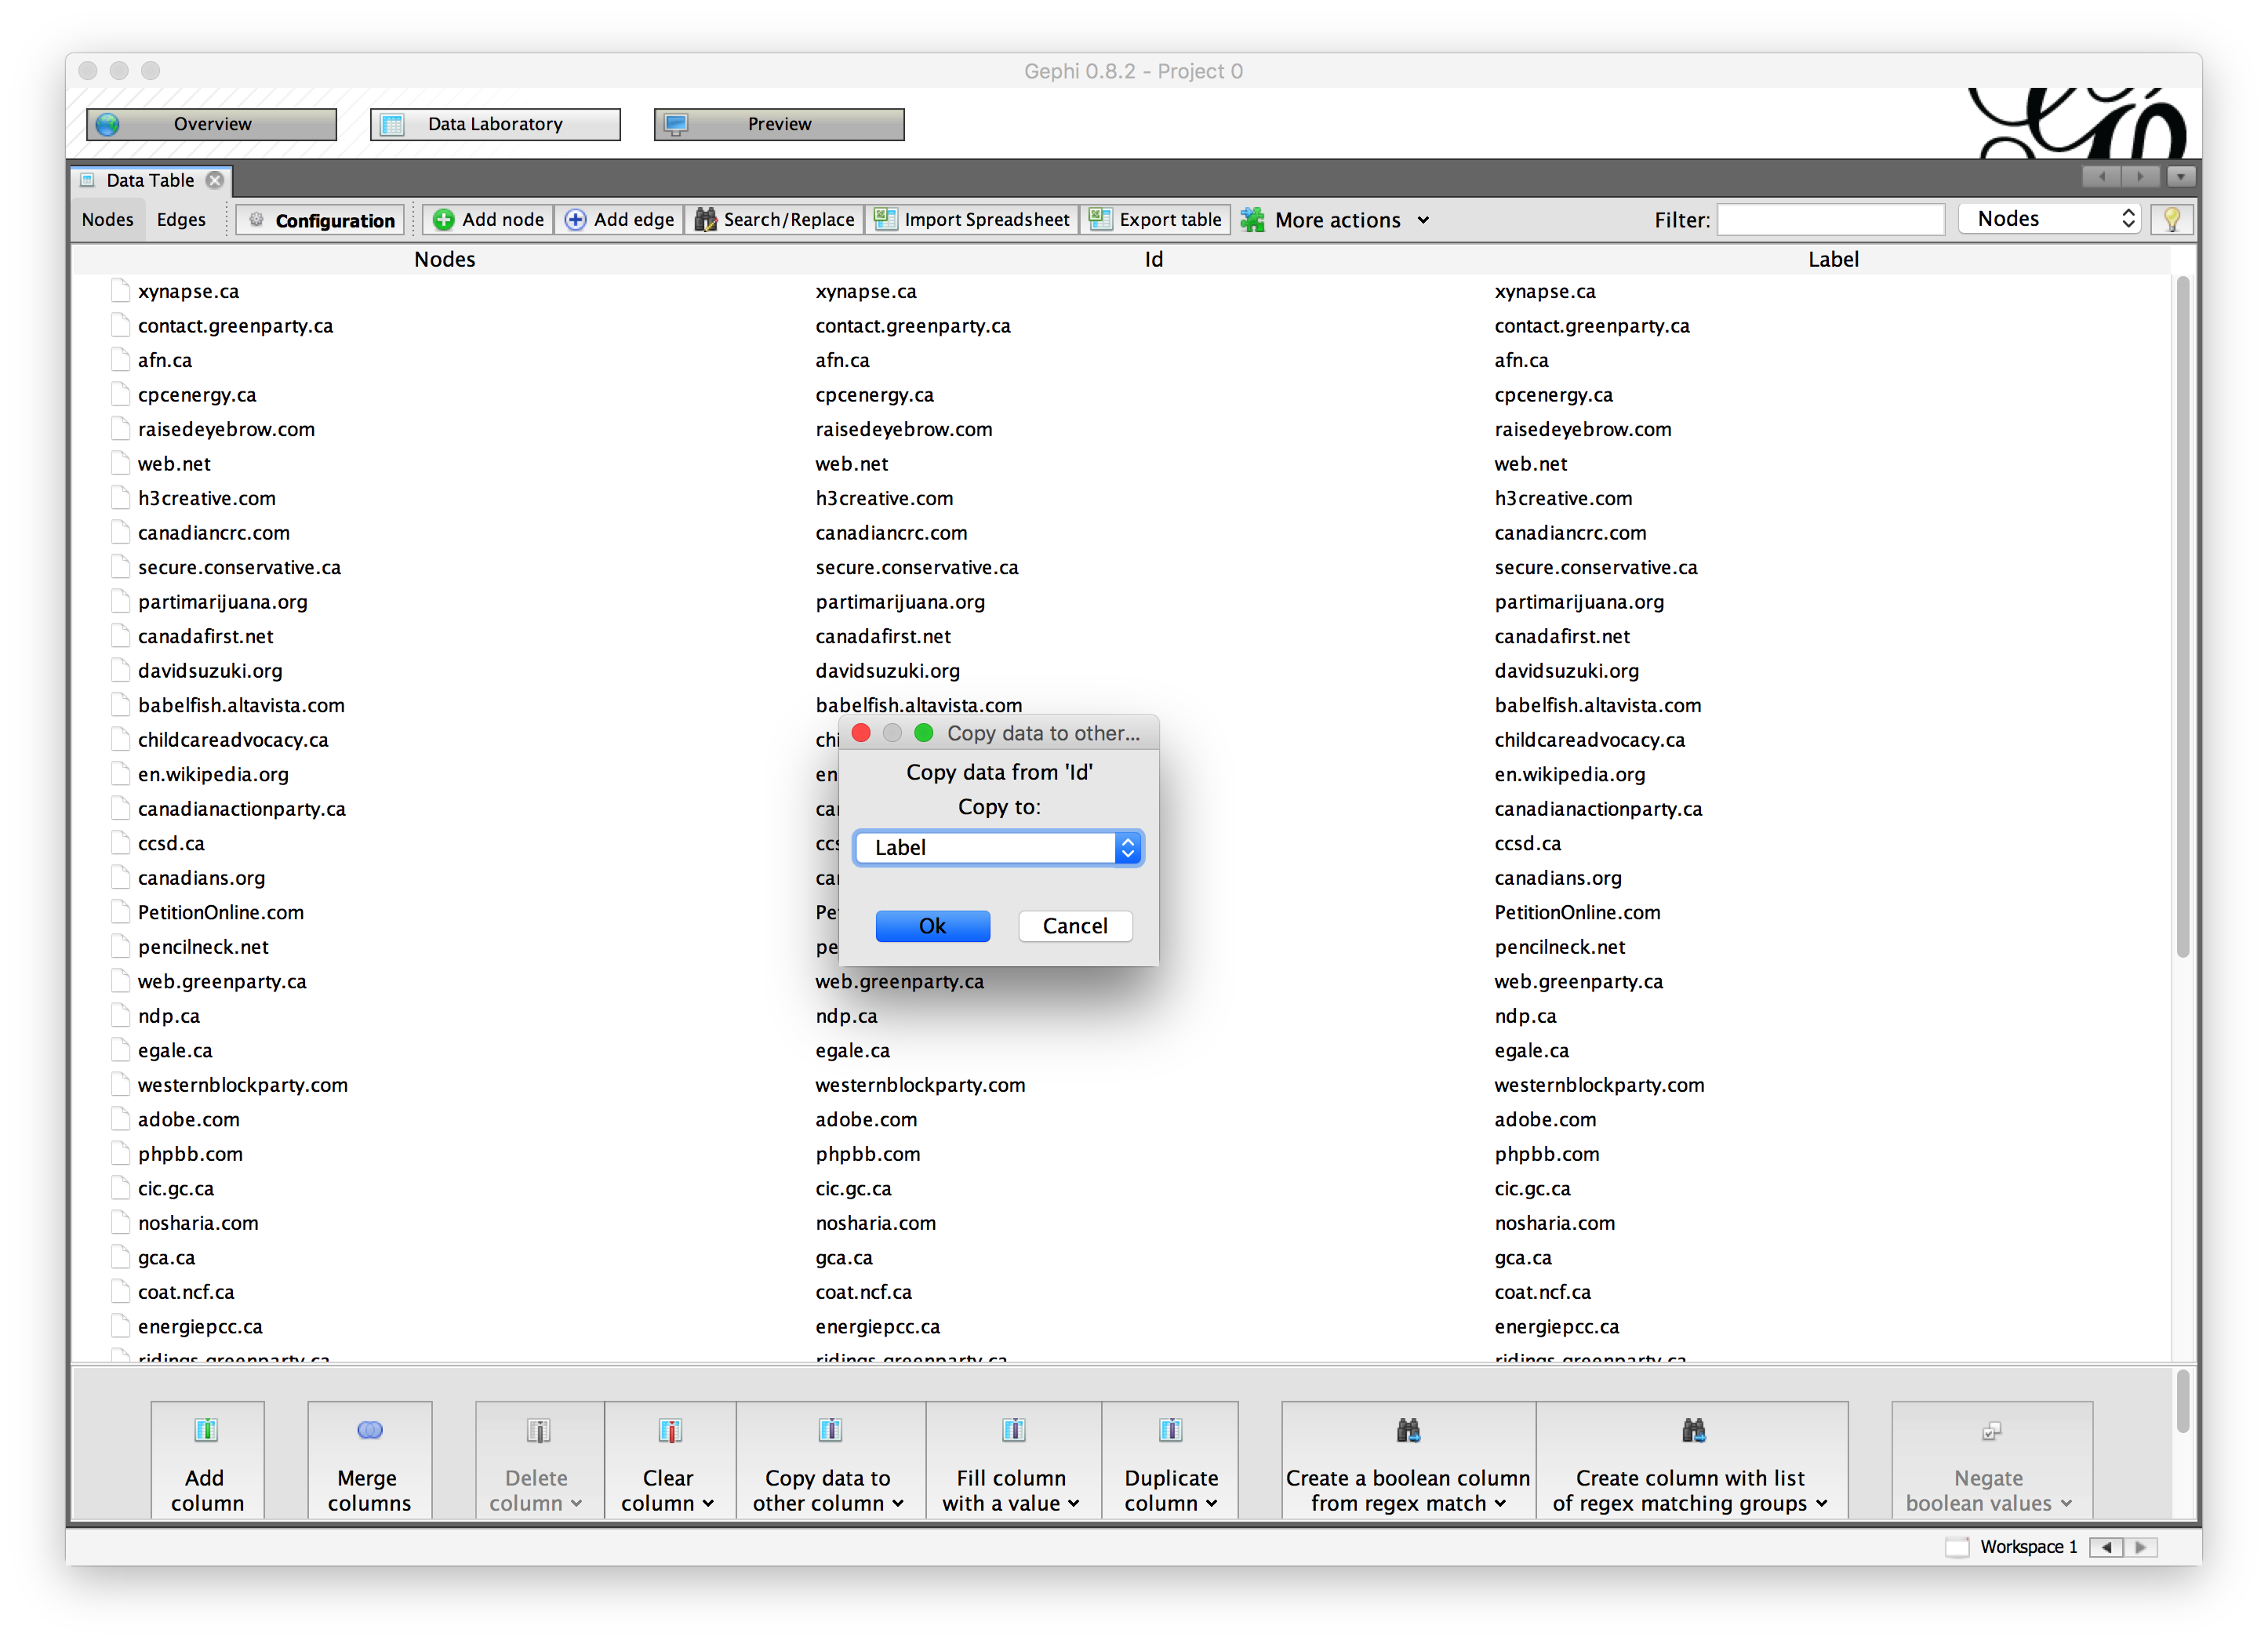 Gephi 0.8.2 - Project 0
Overview Data Laboratory Preview
Data Table
Nodes Edges Configuration Add node Add edge Search/Replace Import Spreadsheet Export table More actions Filter: Nodes
Nodes Id Label
xynapse.ca xynapse.ca xynapse.ca
contact.greenparty.ca contact.greenparty.ca contact.greenparty.ca
afn.ca afn.ca afn.ca
cpcenergy.ca cpcenergy.ca cpcenergy.ca
raisedeyebrow.com raisedeyebrow.com raisedeyebrow.com
web.net web.net web.net
h3creative.com h3creative.com h3creative.com
canadiancrc.com canadiancrc.com canadiancrc.com
secure.conservative.ca secure.conservative.ca secure.conservative.ca
partimarijuana.org partimarijuana.org partimarijuana.org
canadafirst.net canadafirst.net canadafirst.net
davidsuzuki.org davidsuzuki.org davidsuzuki.org
babelfish.altavista.com babelfish.altavista.com babelfish.altavista.com
childcareadvocacy.ca chi childcareadvocacy.ca
en.wikipedia.org en en.wikipedia.org
canadianactionparty.ca ca canadianactionparty.ca
ccsd.ca ccs ccsd.ca
canadians.org ca canadians.org
PetitionOnline.com Pe PetitionOnline.com
pencilneck.net pe pencilneck.net
web.greenparty.ca web.greenparty.ca web.greenparty.ca
ndp.ca ndp.ca ndp.ca
egale.ca egale.ca egale.ca
westernblockparty.com westernblockparty.com westernblockparty.com
adobe.com adobe.com adobe.com
phpbb.com phpbb.com phpbb.com
cic.gc.ca cic.gc.ca cic.gc.ca
nosharia.com nosharia.com nosharia.com
gca.ca gca.ca gca.ca
coat.ncf.ca coat.ncf.ca coat.ncf.ca
energiepcc.ca energiepcc.ca energiepcc.ca
ridings.greenparty.ca ridings.greenparty.ca ridings.greenparty.ca
Copy data to other...
Copy data from 'Id'
Copy to:
Label
Ok Cancel
Add column
Merge columns
Delete column
Clear column
Copy data to other column
Fill column with a value
Duplicate column
Create a boolean column from regex match
Create column with list of regex matching groups
Negate boolean values
Workspace 1